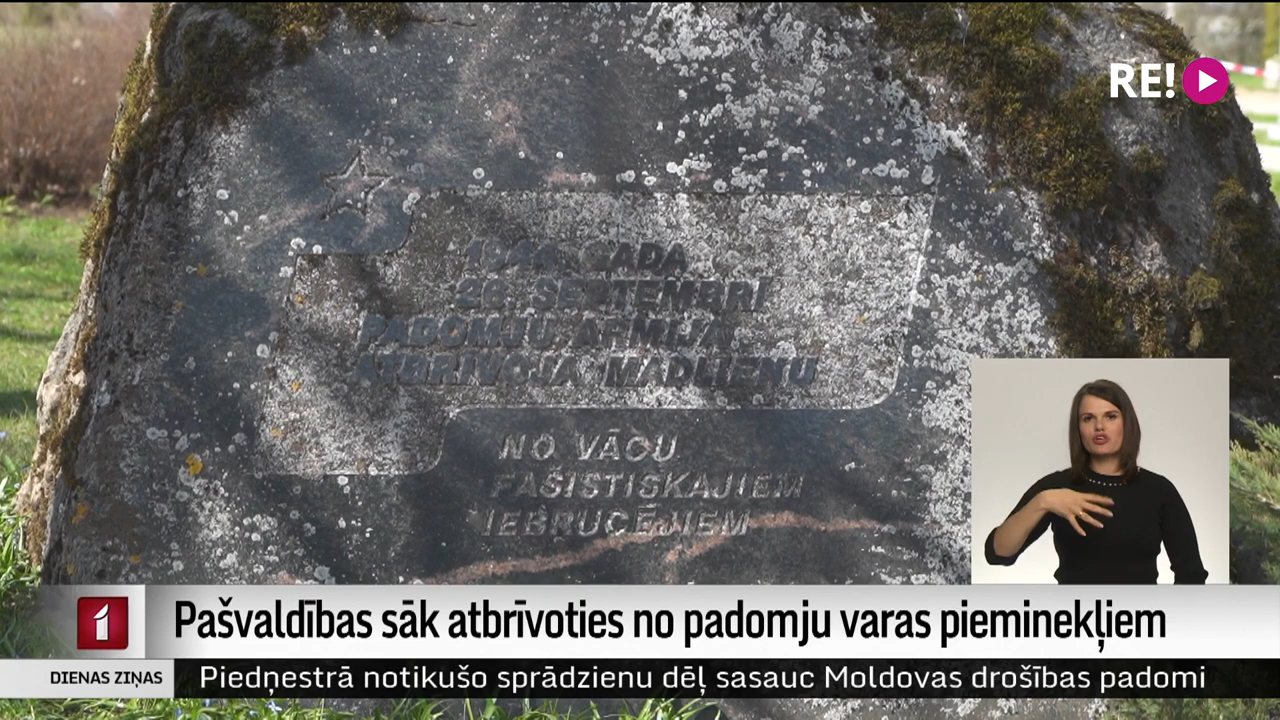 RE!
1944. GADA
26. SEPTEMBRĪ
PADOMJU ARMIJA
ATBRĪVOJA MADLIENU
NO VĀCU
FAŠISTISKAJIEM
IEBRUCĒJIEM
1
Pašvaldības sāk atbrīvoties no padomju varas pieminekļiem
DIENAS ZIŅAS
Piedņestrā notikušo sprādzienu dēļ sasauc Moldovas drošības padomi